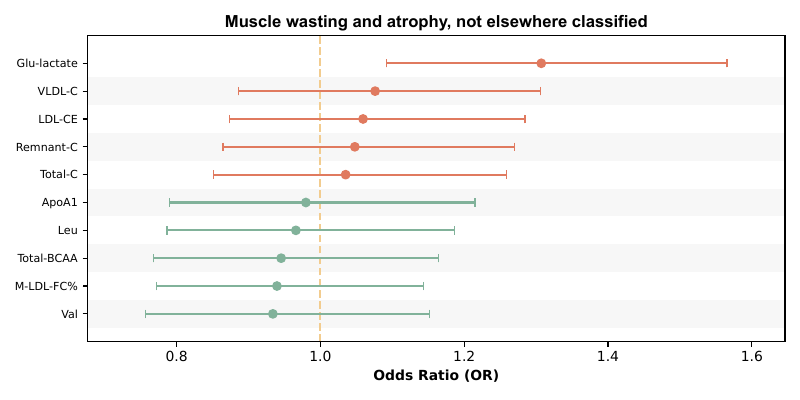 Muscle wasting and atrophy, not elsewhere classified
Glu-lactate
VLDL-C
LDL-CE
Remnant-C
Total-C
ApoA1
Leu
Total-BCAA
M-LDL-FC%
Val
0.8 1.0 1.2 1.4 1.6
Odds Ratio (OR)